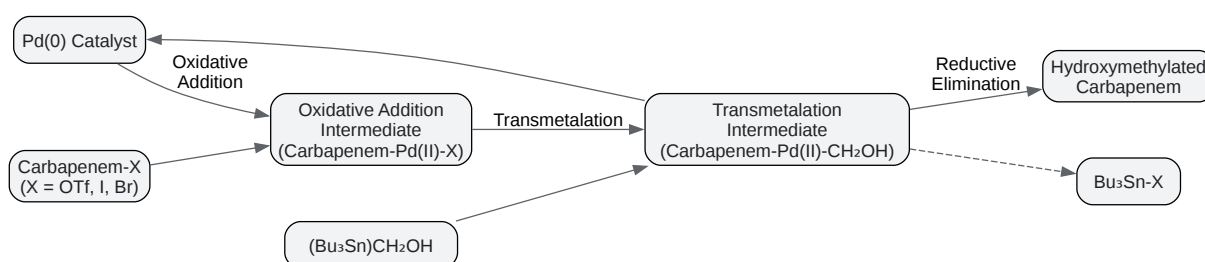 Pd(0) Catalyst
Oxidative
Addition
Carbapenem-X
(X = OTf, I, Br)
Oxidative Addition
Intermediate
(Carbapenem-Pd(II)-X)
Transmetalation
(Bu₃Sn)CH₂OH
Transmetalation
Intermediate
(Carbapenem-Pd(II)-CH₂OH)
Reductive
Elimination
Hydroxymethylated
Carbapenem
Bu₃Sn-X